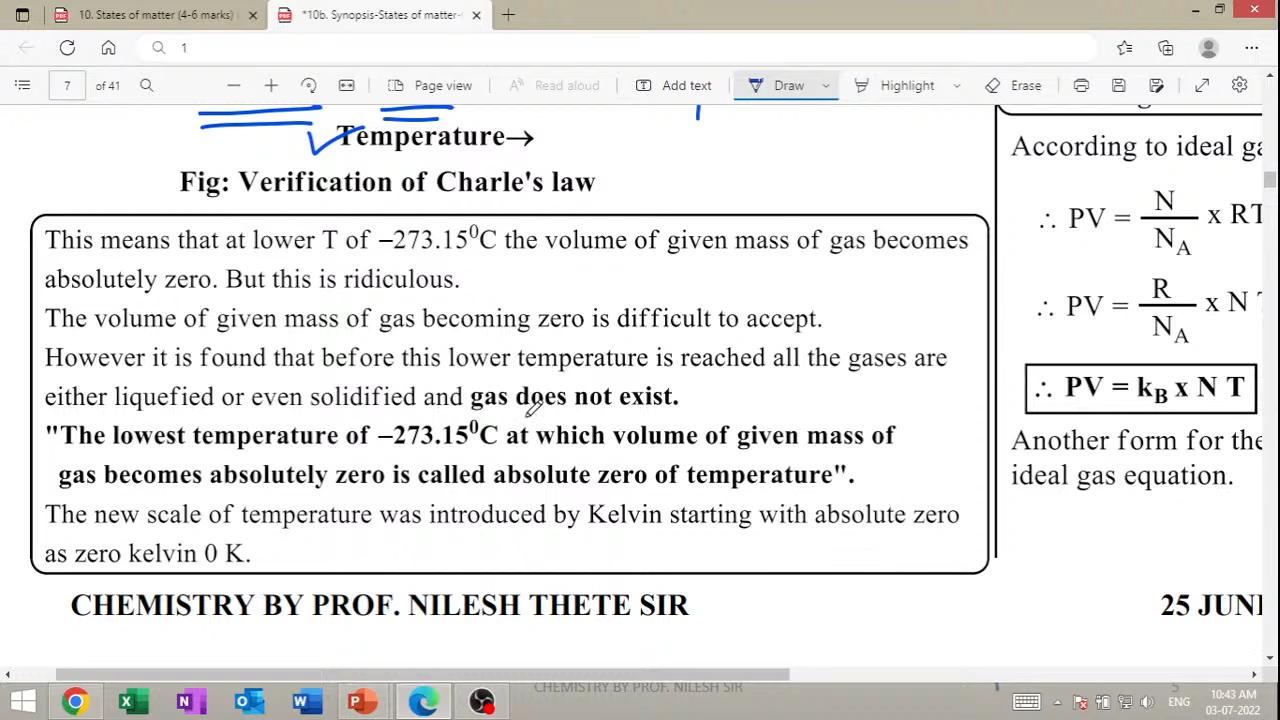 10. States of matter (4-6 marks)
*10b. Synopsis-States of matter-
1
7 of 41
Page view
Read aloud
Add text
Draw
Highlight
Erase
Temperature→
Fig: Verification of Charle's law
This means that at lower T of –273.15⁰C the volume of given mass of gas becomes
absolutely zero. But this is ridiculous.
The volume of given mass of gas becoming zero is difficult to accept.
However it is found that before this lower temperature is reached all the gases are
either liquefied or even solidified and gas does not exist.
"The lowest temperature of –273.15⁰C at which volume of given mass of
gas becomes absolutely zero is called absolute zero of temperature".
The new scale of temperature was introduced by Kelvin starting with absolute zero
as zero kelvin 0 K.
According to ideal ga
∴ PV = N/N_A x RT
∴ PV = R/N_A x N T
∴ PV = k_B x N T
Another form for the
ideal gas equation.
CHEMISTRY BY PROF. NILESH THETE SIR
25 JUNE
CHEMISTRY BY PROF. NILESH SIR
5
ENG
10:43 AM
03-07-2022